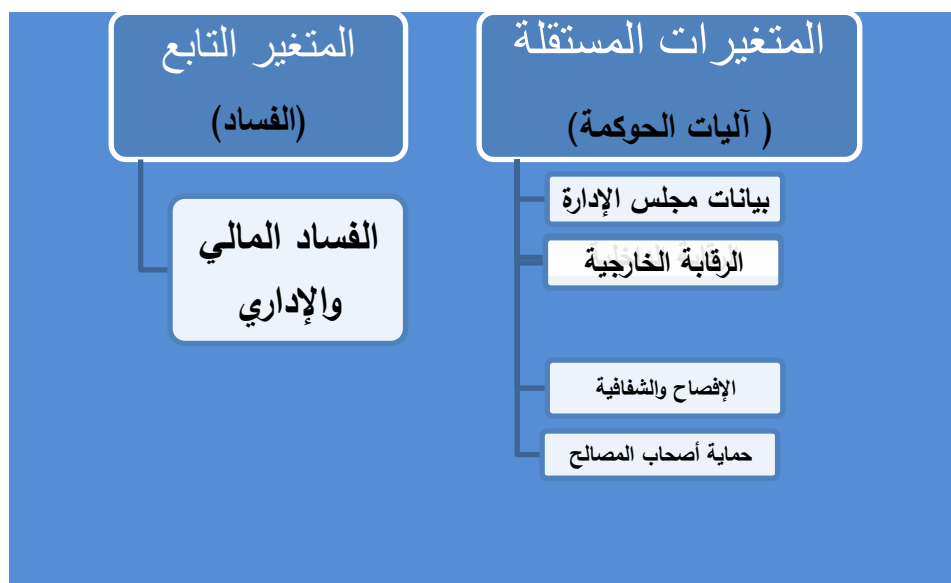 المتغيرات المستقلة
( آليات الحوكمة)
بيانات مجلس الإدارة
الرقابة الخارجية
الإفصاح والشفافية
حماية أصحاب المصالح
المتغير التابع
(الفساد)
الفساد المالي
والإداري